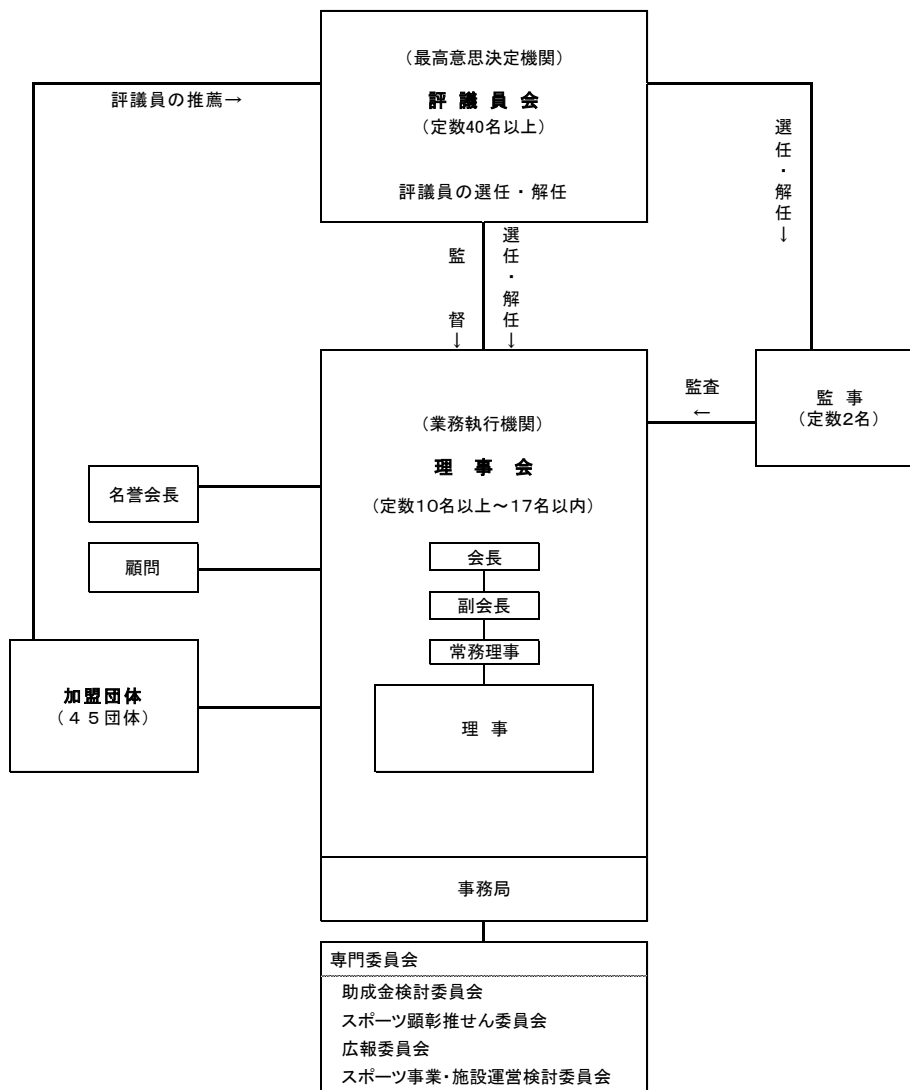 (最高意思決定機関)
評議員の推薦→
評 議 員 会
(定数40名以上)
選任・解任↓
評議員の選任・解任
監 督↓
選任・解任↓
監査
←
監 事
(定数2名)
(業務執行機関)
理 事 会
名誉会長
(定数10名以上～17名以内)
会長
顧問
副会長
常務理事
加盟団体
(45団体)
理 事
事務局
専門委員会
助成金検討委員会
スポーツ顕彰推せん委員会
広報委員会
スポーツ事業・施設運営検討委員会